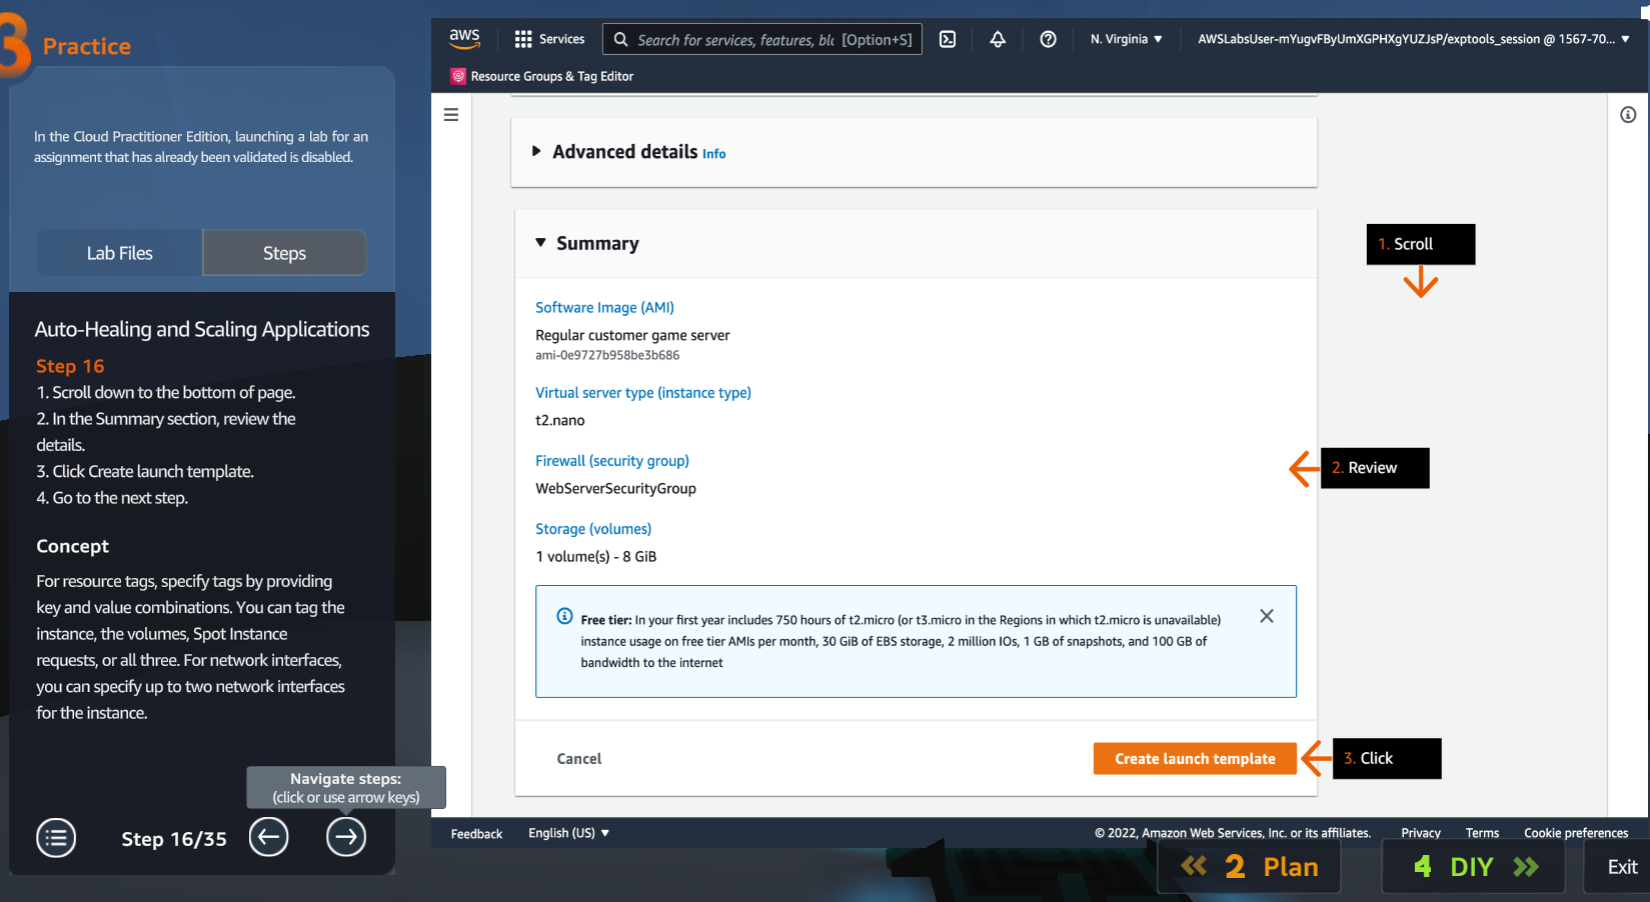 3 Practice
In the Cloud Practitioner Edition, launching a lab for an
assignment that has already been validated is disabled.
Lab Files
Steps
Auto-Healing and Scaling Applications
Step 16
1. Scroll down to the bottom of page.
2. In the Summary section, review the
details.
3. Click Create launch template.
4. Go to the next step.
Concept
For resource tags, specify tags by providing
key and value combinations. You can tag the
instance, the volumes, Spot Instance
requests, or all three. For network interfaces,
you can specify up to two network interfaces
for the instance.
Navigate steps:
(click or use arrow keys)
Step 16/35
aws
Services
Search for services, features, blc [Option+S]
N. Virginia
AWSLabsUser-mYugvFByUmXGPHXgYUZJsP/exptools_session @ 1567-70...
Resource Groups & Tag Editor
Advanced details Info
Summary
Software Image (AMI)
Regular customer game server
ami-0e9727b958be3b686
Virtual server type (instance type)
t2.nano
Firewall (security group)
WebServerSecurityGroup
Storage (volumes)
1 volume(s) - 8 GiB
Free tier: In your first year includes 750 hours of t2.micro (or t3.micro in the Regions in which t2.micro is unavailable)
instance usage on free tier AMIs per month, 30 GiB of EBS storage, 2 million IOs, 1 GB of snapshots, and 100 GB of
bandwidth to the internet
Cancel
Create launch template
1. Scroll
2. Review
3. Click
Feedback
English (US)
© 2022, Amazon Web Services, Inc. or its affiliates.
Privacy
Terms
Cookie preferences
2 Plan
4 DIY
Exit